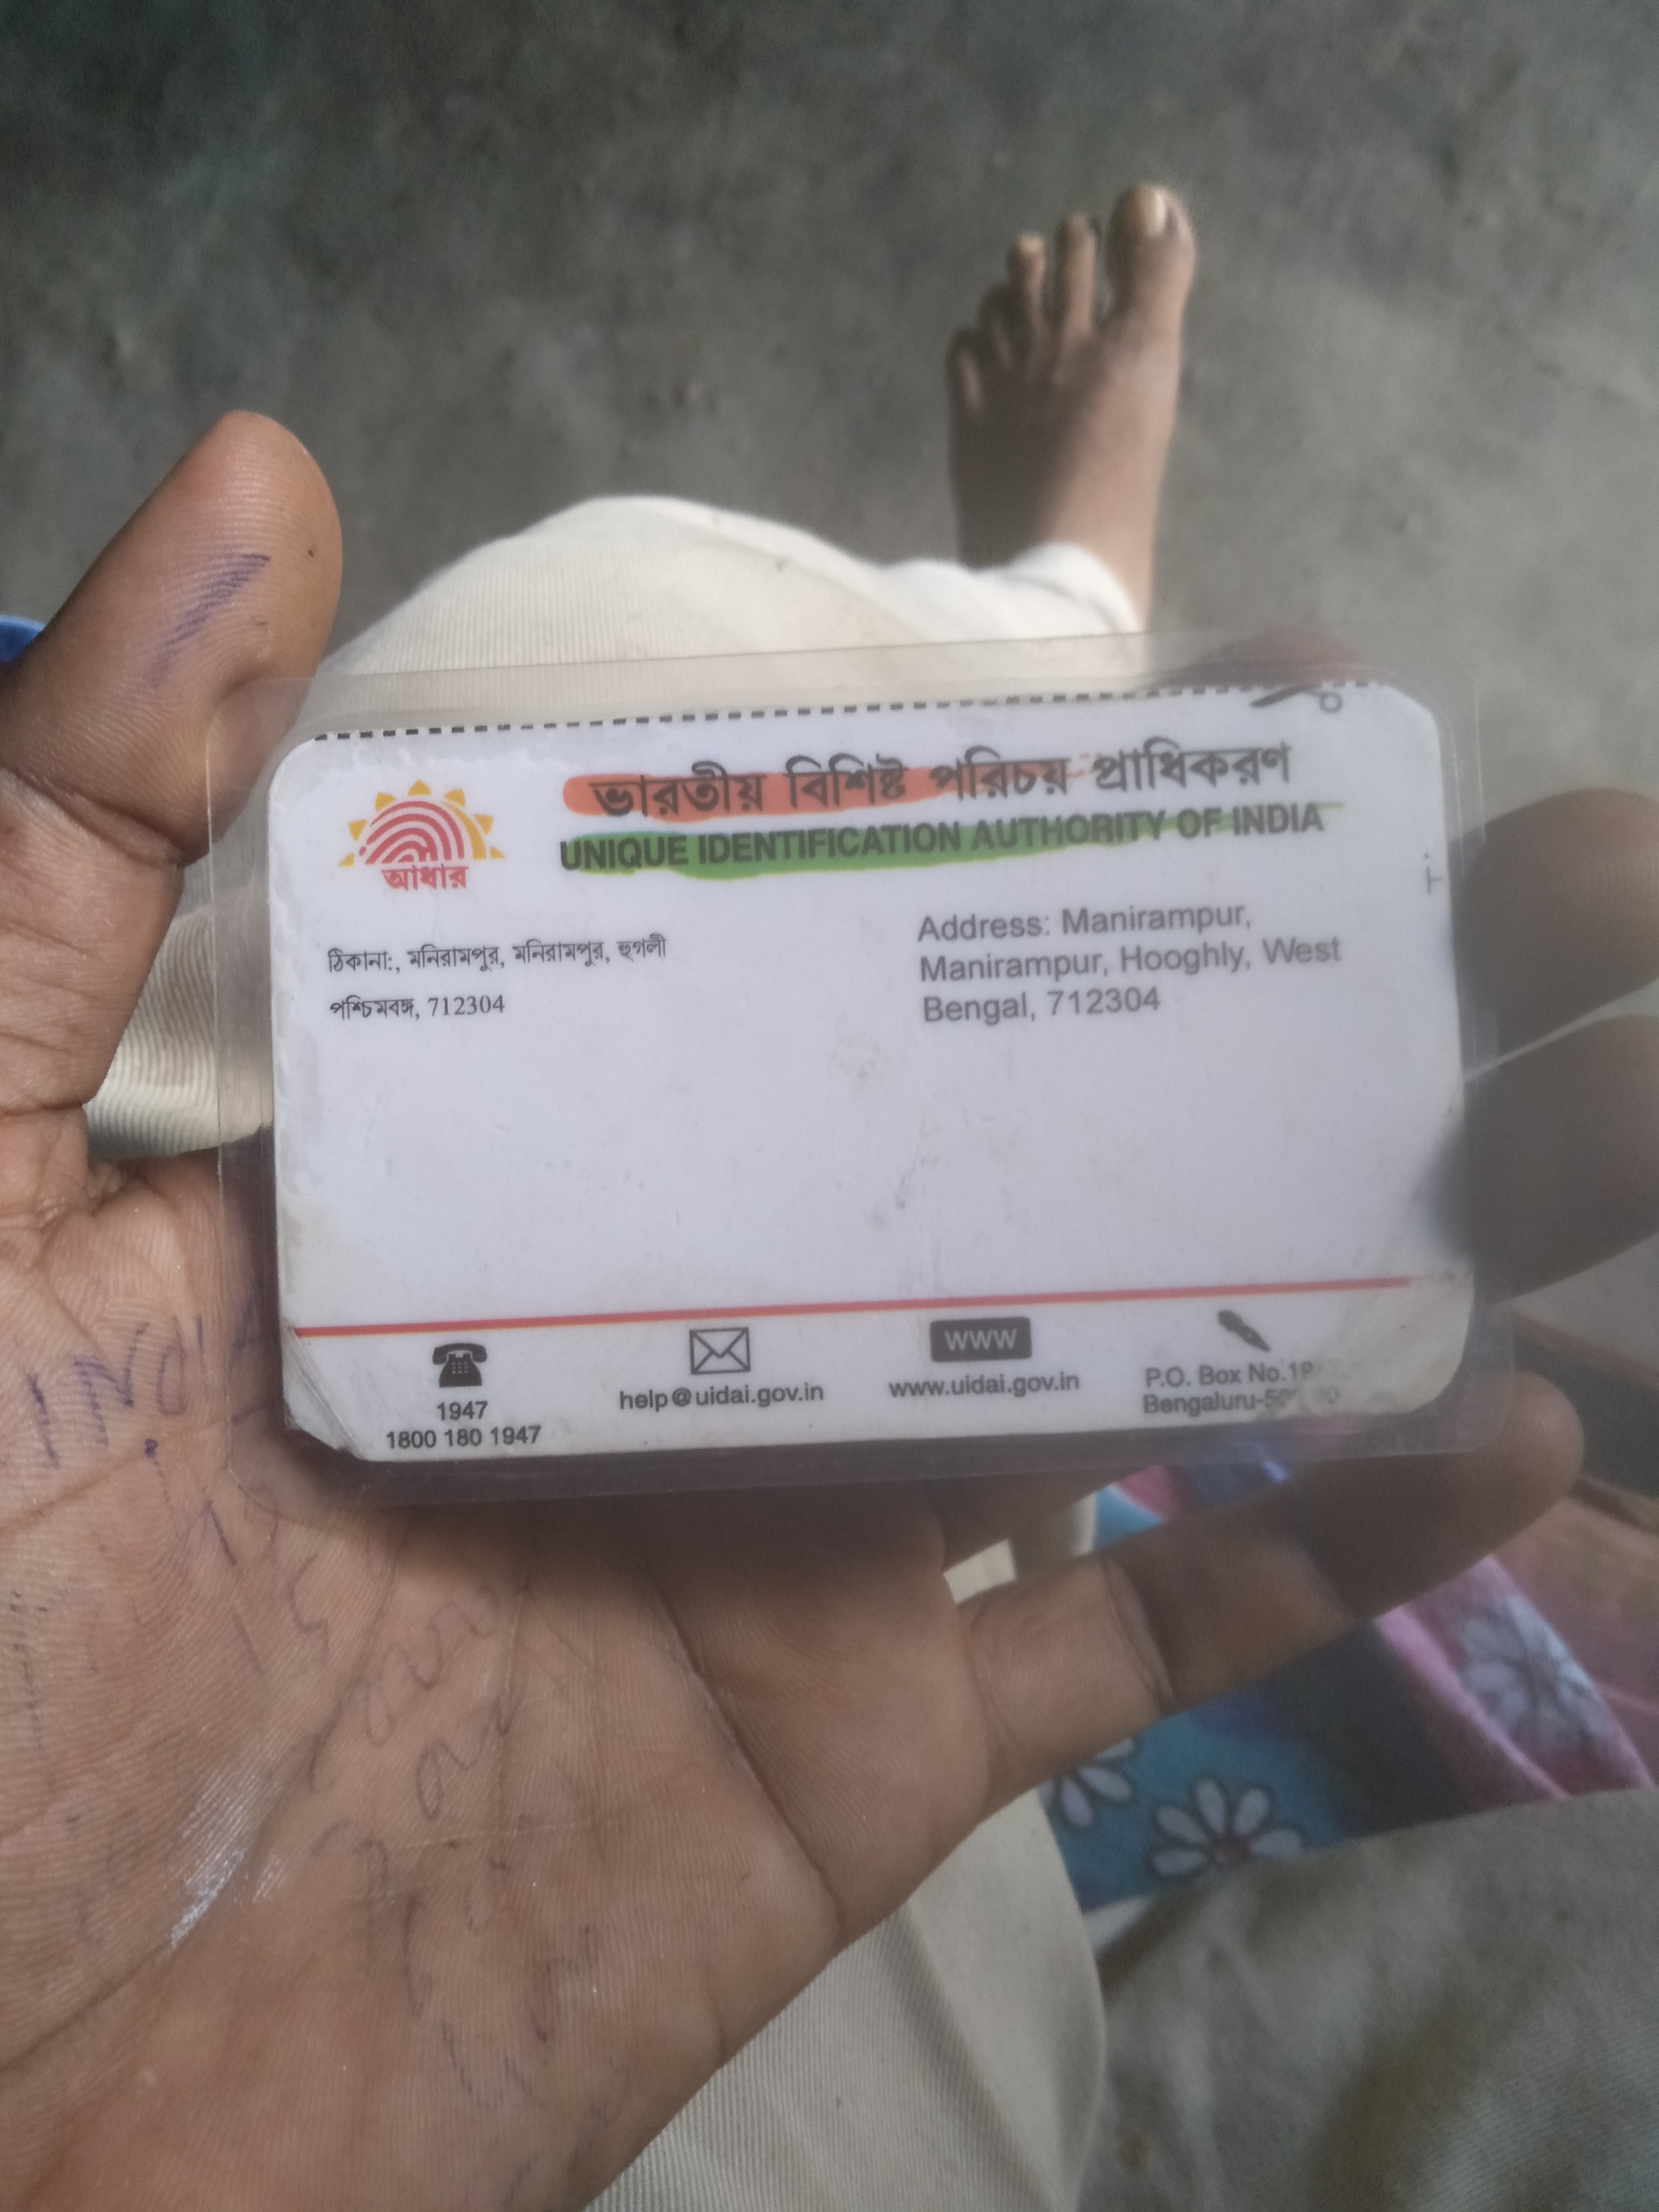 ভারতীয় বিশিষ্ট পরিচয় প্রাধিকরণ
UNIQUE IDENTIFICATION AUTHORITY OF INDIA
আধার
ঠিকানা:, মনিরামপুর, মনিরামপুর, হুগলী
পশ্চিমবঙ্গ, 712304
Address: Manirampur,
Manirampur, Hooghly, West
Bengal, 712304
1947
1800 180 1947
help@uidai.gov.in
www
www.uidai.gov.in
P.O. Box No.
Bengaluru